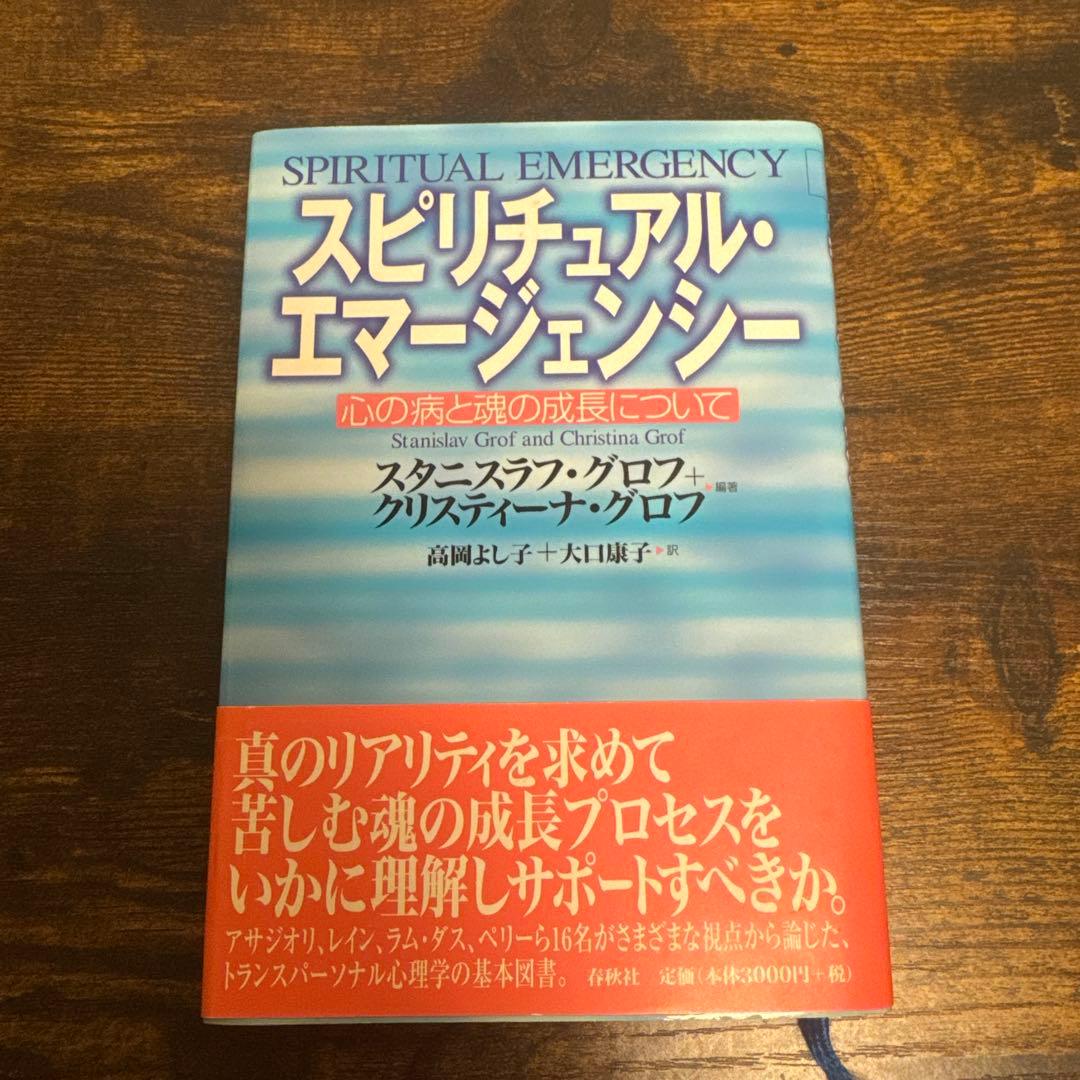 SPIRITUAL EMERGENCY
スピリチュアル・
エマージェンシー
心の病と魂の成長について
Stanislav Grof and Christina Grof
スタニスラフ・グロフ＋
クリスティーナ・グロフ
▶編著
高岡よし子＋大口康子▶訳
真のリアリティを求めて
苦しむ魂の成長プロセスを
いかに理解しサポートすべきか。
アサジオリ、レイン、ラム・ダス、ペリーら16名がさまざまな視点から論じた、
トランスパーソナル心理学の基本図書。 春秋社 定価（本体3000円＋税）